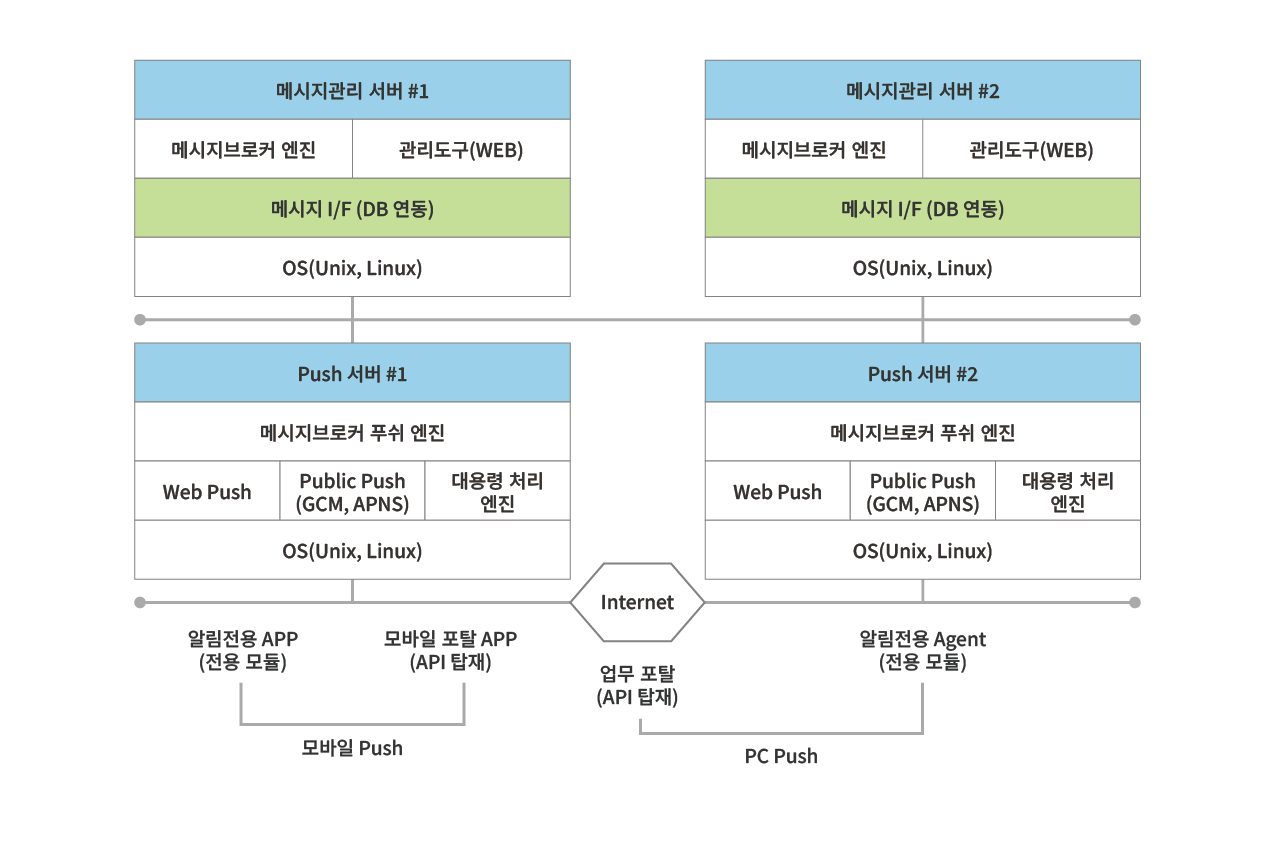 메시지관리 서버 #1
메시지브로커 엔진
관리도구(WEB)
메시지 I/F (DB 연동)
OS(Unix, Linux)
메시지관리 서버 #2
메시지브로커 엔진
관리도구(WEB)
메시지 I/F (DB 연동)
OS(Unix, Linux)
Push 서버 #1
메시지브로커 푸쉬 엔진
Web Push
Public Push
(GCM, APNS)
대용령 처리
엔진
OS(Unix, Linux)
Push 서버 #2
메시지브로커 푸쉬 엔진
Web Push
Public Push
(GCM, APNS)
대용령 처리
엔진
OS(Unix, Linux)
Internet
알림전용 APP
(전용 모듈)
모바일 포탈 APP
(API 탑재)
모바일 Push
업무 포탈
(API 탑재)
알림전용 Agent
(전용 모듈)
PC Push